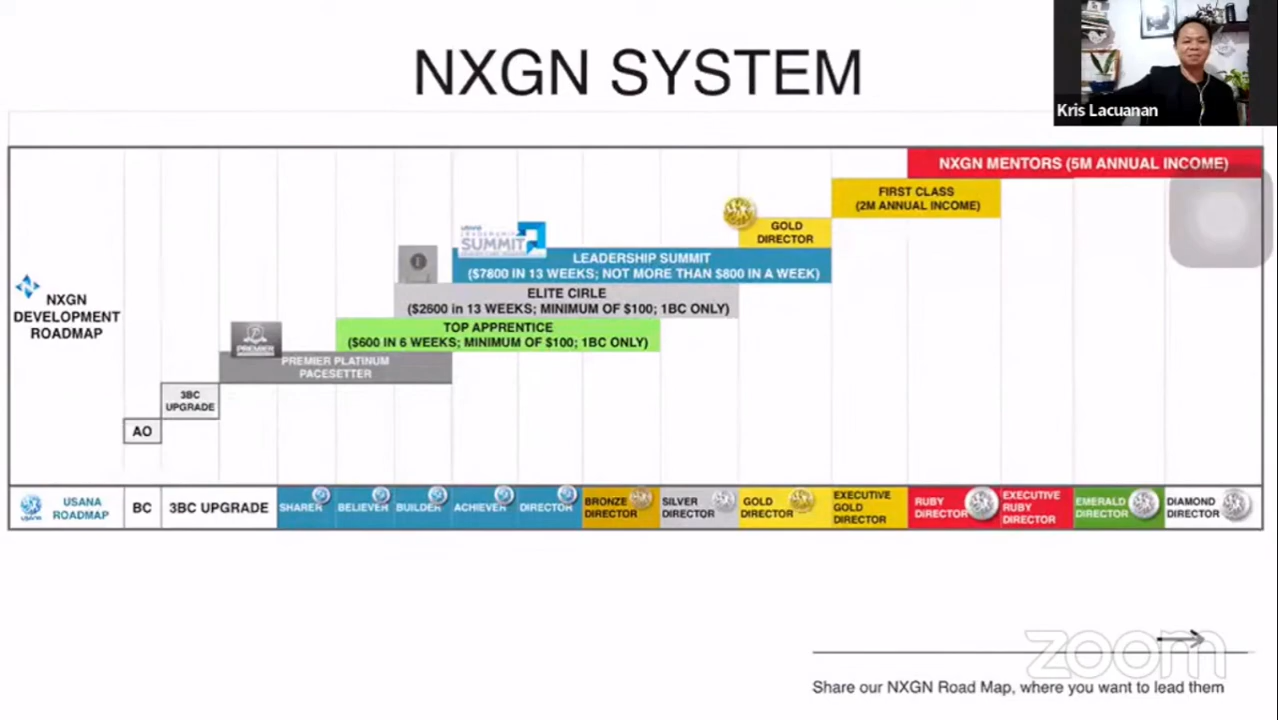 NXGN SYSTEM
Kris Lacuanan
NXGN MENTORS (5M ANNUAL INCOME)
FIRST CLASS
(2M ANNUAL INCOME)
GOLD
DIRECTOR
USANA
LEADERSHIP
SUMMIT
LEADERSHIP SUMMIT
($7800 IN 13 WEEKS; NOT MORE THAN $800 IN A WEEK)
ELITE CIRLE
($2600 in 13 WEEKS; MINIMUM OF $100; 1BC ONLY)
NXGN
DEVELOPMENT
ROADMAP
TOP APPRENTICE
($600 IN 6 WEEKS; MINIMUM OF $100; 1BC ONLY)
PREMIER
PREMIER PLATINUM
PACESETTER
3BC
UPGRADE
AO
USANA
USANA
ROADMAP
BC
3BC UPGRADE
SHARER
BELIEVER
BUILDER
ACHIEVER
DIRECTOR
BRONZE
DIRECTOR
SILVER
DIRECTOR
GOLD
DIRECTOR
EXECUTIVE
GOLD
DIRECTOR
RUBY
DIRECTOR
EXECUTIVE
RUBY
DIRECTOR
EMERALD
DIRECTOR
DIAMOND
DIRECTOR
zoom
Share our NXGN Road Map, where you want to lead them